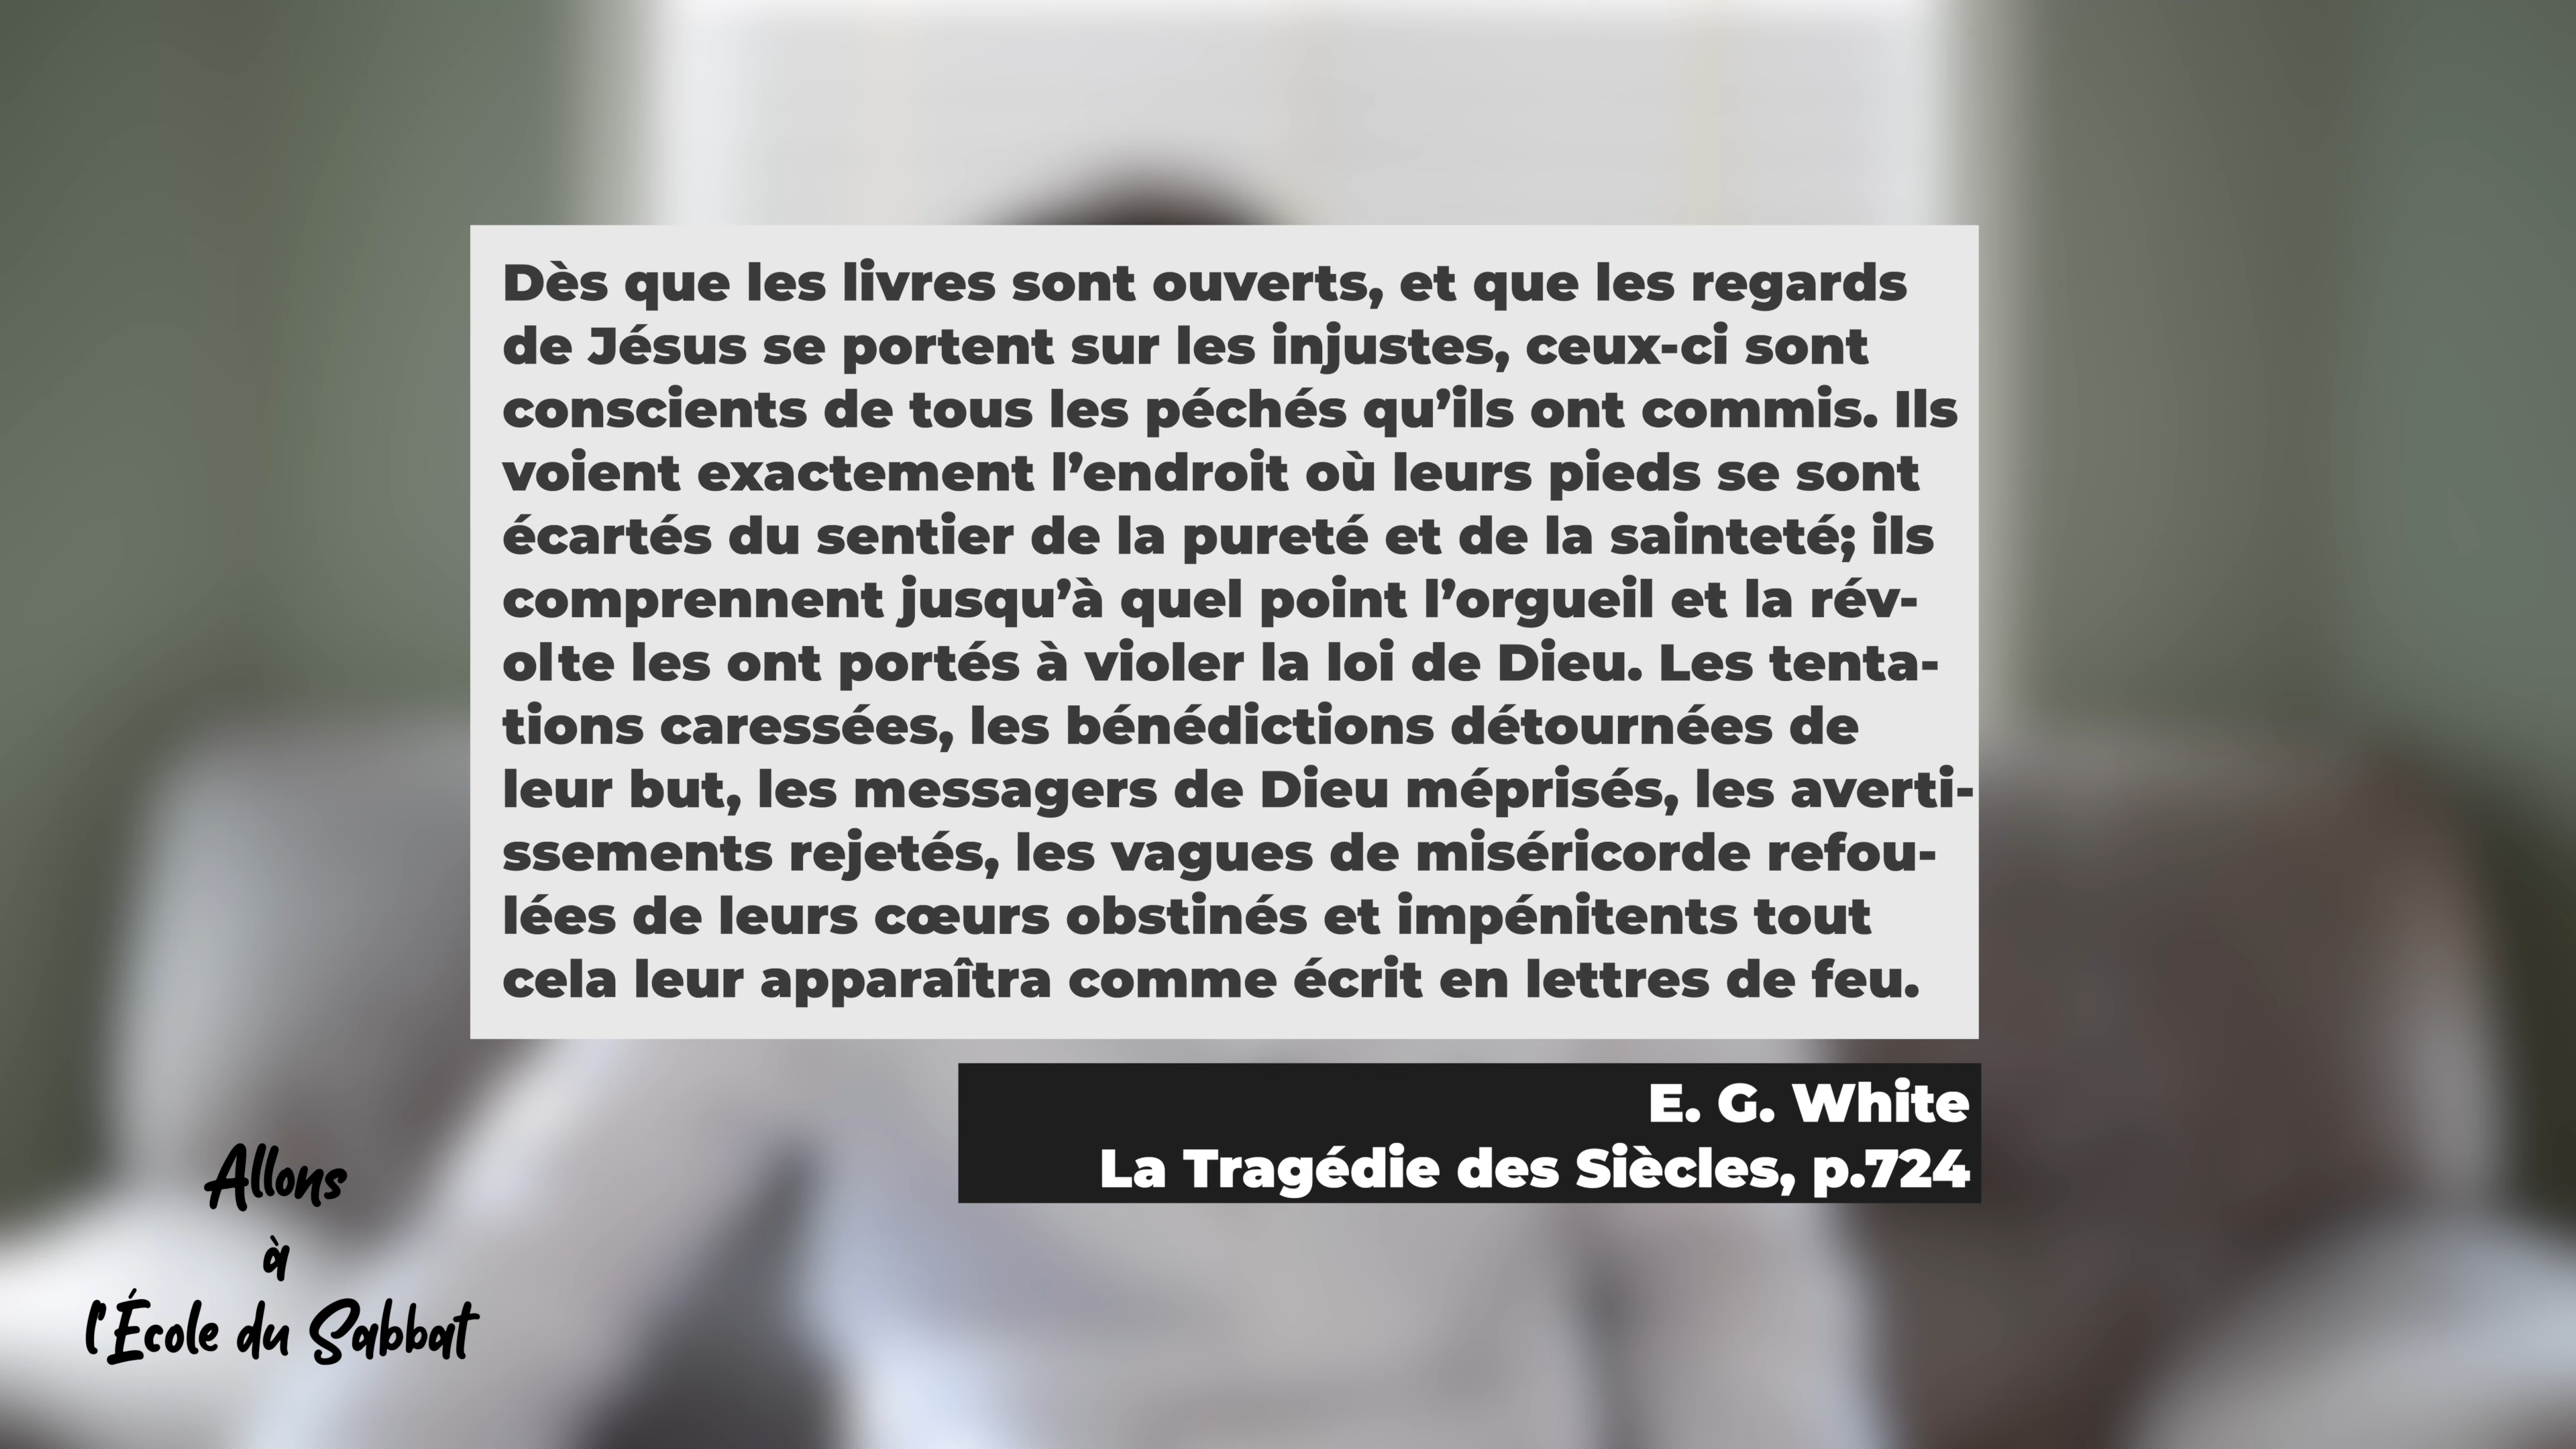 Dès que les livres sont ouverts, et que les regards
de Jésus se portent sur les injustes, ceux-ci sont
conscients de tous les péchés qu’ils ont commis. Ils
voient exactement l’endroit où leurs pieds se sont
écartés du sentier de la pureté et de la sainteté; ils
comprennent jusqu’à quel point l’orgueil et la rév-
olte les ont portés à violer la loi de Dieu. Les tenta-
tions caressées, les bénédictions détournées de
leur but, les messagers de Dieu méprisés, les averti-
ssements rejetés, les vagues de miséricorde refou-
lées de leurs cœurs obstinés et impénitents tout
cela leur apparaîtra comme écrit en lettres de feu.
E. G. White
La Tragédie des Siècles, p.724
Allons
à
l'École du Sabbat